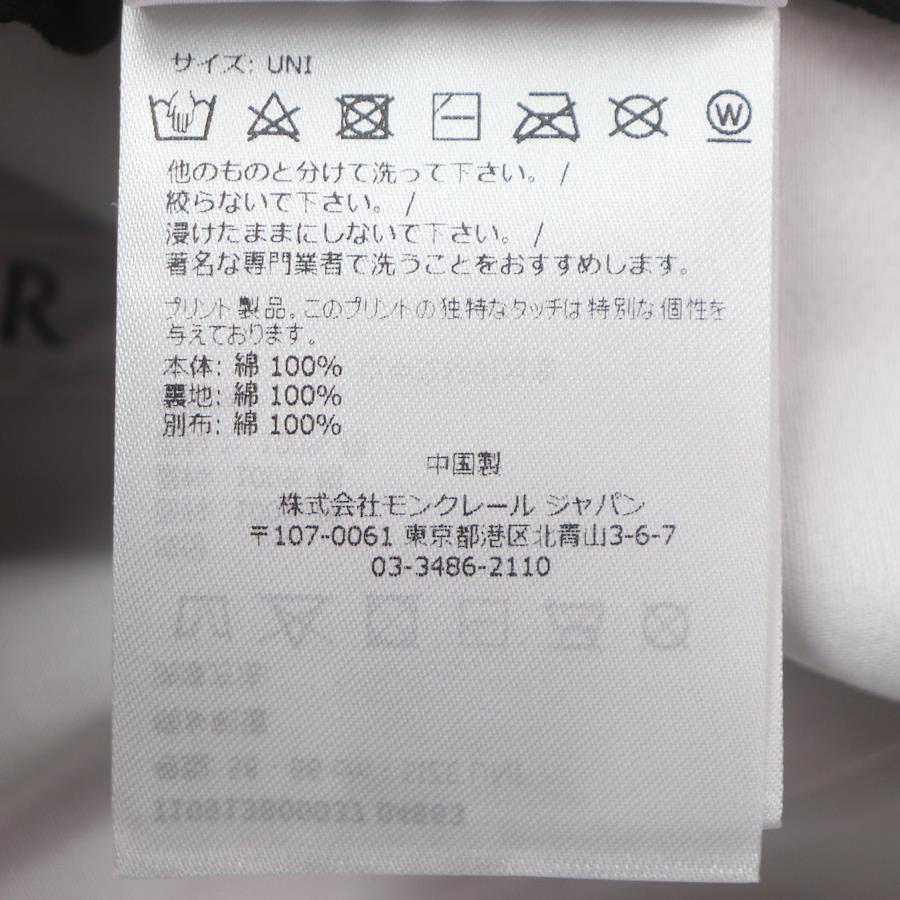 サイズ: UNI
W
他のものと分けて洗って下さい。 /
絞らないで下さい。 /
浸けたままにしないで下さい。 /
著名な専門業者で洗うことをおすすめします。
プリント製品。このプリントの独特なタッチは特別な個性を
与えております。
本体: 綿 100%
裏地: 綿 100%
別布: 綿 100%
中国製
株式会社モンクレール ジャパン
〒107-0061 東京都港区北青山3-6-7
03-3486-2110
R